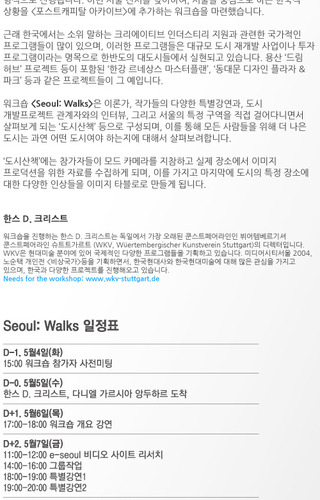 상황을 <포스트캐피탈 아카이브>에 추가하는 워크숍을 마련했습니다.
근래 한국에서는 소위 말하는 크리에이티브 인더스티리 지원과 관련한 국가적인
프로그램들이 많이 있으며, 이러한 프로그램들은 대규모 도시 재개발 사업이나 투자
프로그램이라는 명목으로 한반도의 대도시들에서 실현되고 있습니다. 용산 ‘드림
허브’ 프로젝트 등이 포함된 ‘한강 르네상스 마스터플랜’, ‘동대문 디자인 플라자 &
파크’ 등과 같은 프로젝트들이 그 예입니다.
워크숍 <Seoul: Walks>은 이론가, 작가들의 다양한 특별강연과, 도시
개발프로젝트 관계자와의 인터뷰, 그리고 서울의 특정 구역을 직접 걸어다니면서
살펴보게 되는 ‘도시산책’ 등으로 구성되며, 이를 통해 모든 사람들을 위해 더 나은
도시는 과연 어떤 도시여야 하는지에 대해서 살펴보려합니다.
‘도시산책’에는 참가자들이 모드 카메라를 지참하고 실제 장소에서 이미지
프로덕션을 위한 자료를 수집하게 되며, 이를 가지고 마지막에 도시의 특정 장소에
대한 다양한 인상들을 이미지 타블로로 만들게 됩니다.
한스 D. 크리스트
워크숍을 진행하는 한스 D. 크리스트는 독일에서 가장 오래된 쿤스트페어라인인 뷔어템베르기셔
쿤스트페어라인 슈트트가르트 (WKV, Wüertembergischer Kunstverein Stuttgart)의 디렉터입니다.
WKV는 현대미술 분야에 있어 국제적인 다양한 프로그램들을 기획하고 있습니다. 미디어시티서울 2004,
노순택 개인전 <비상국가>등을 기획하면서, 한국현대사와 한국현대미술에 대해 많은 관심을 가지고
있으며, 한국과 다양한 프로젝트를 진행해오고 있습니다.
Needs for the workshop: www.wkv-stuttgart.de
Seoul: Walks 일정표
D-1, 5월4일(화)
15:00 워크숍 참가자 사전미팅
D-0, 5월5일(수)
한스 D. 크리스트, 다니엘 가르시아 앙두하르 도착
D+1, 5월6일(목)
17:00-18:00 워크숍 개요 강연
D+2, 5월7일(금)
11:00-12:00 e-seoul 비디오 사이트 리서치
14:00-16:00 그룹작업
18:00-19:00 특별강연1
19:00-20:00 특별강연2